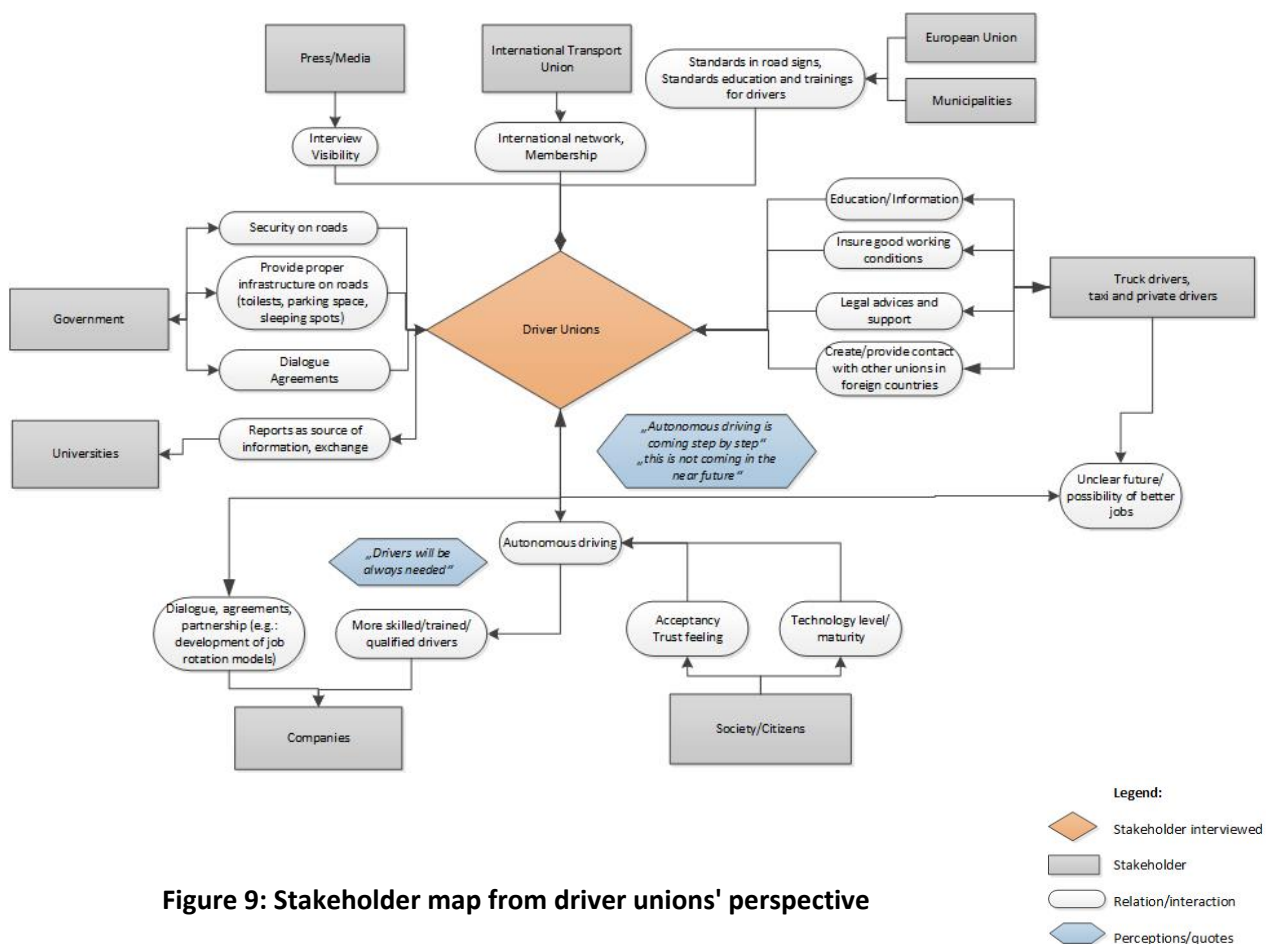 Press/Media
International Transport
Union
Standards in road signs,
Standards education and trainings
for drivers
European Union
Municipalities
Interview
Visibility
International network,
Membership
Security on roads
Provide proper
infrastructure on roads
(toilests, parking space,
sleeping spots)
Dialogue
Agreements
Government
Universities
Reports as source of
information, exchange
Driver Unions
Education/Information
Insure good working
conditions
Legal advices and
support
Create/provide contact
with other unions in
foreign countries
Truck drivers,
taxi and private drivers
„Autonomous driving is
coming step by step“
„this is not coming in the
near future“
Unclear future/
possibility of better
jobs
Autonomous driving
„Drivers will be
always needed“
Dialogue, agreements,
partnership (e.g.:
development of job
rotation models)
More skilled/trained/
qualified drivers
Acceptancy
Trust feeling
Technology level/
maturity
Companies
Society/Citizens
Legend:
Stakeholder interviewed
Stakeholder
Relation/interaction
Perceptions/quotes
Figure 9: Stakeholder map from driver unions' perspective